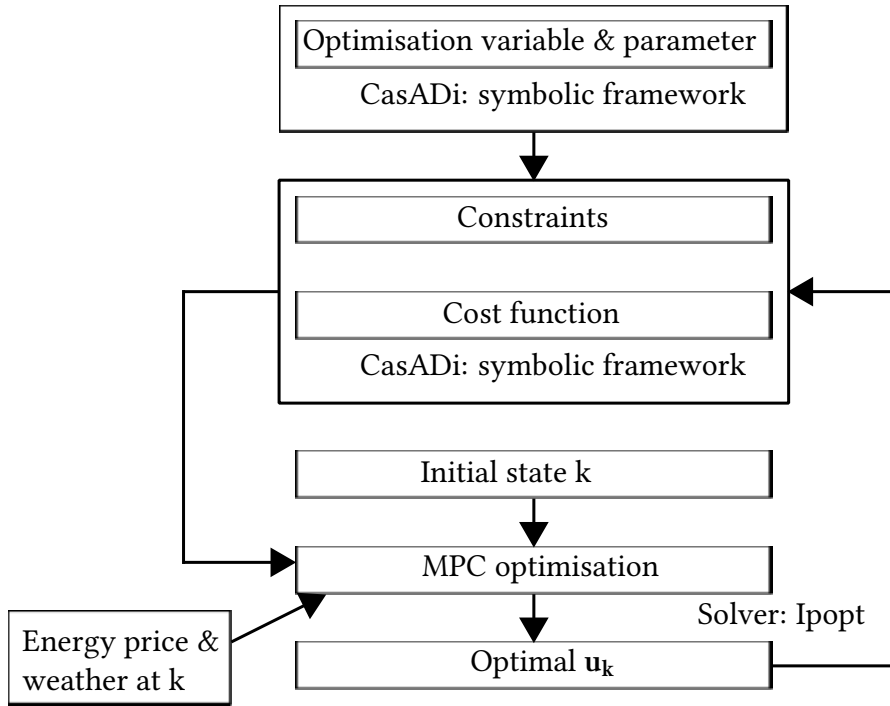 Optimisation variable & parameter
CasADi: symbolic framework
Constraints
Cost function
CasADi: symbolic framework
Initial state k
MPC optimisation
Solver: Ipopt
Energy price &
weather at k
Optimal u_k